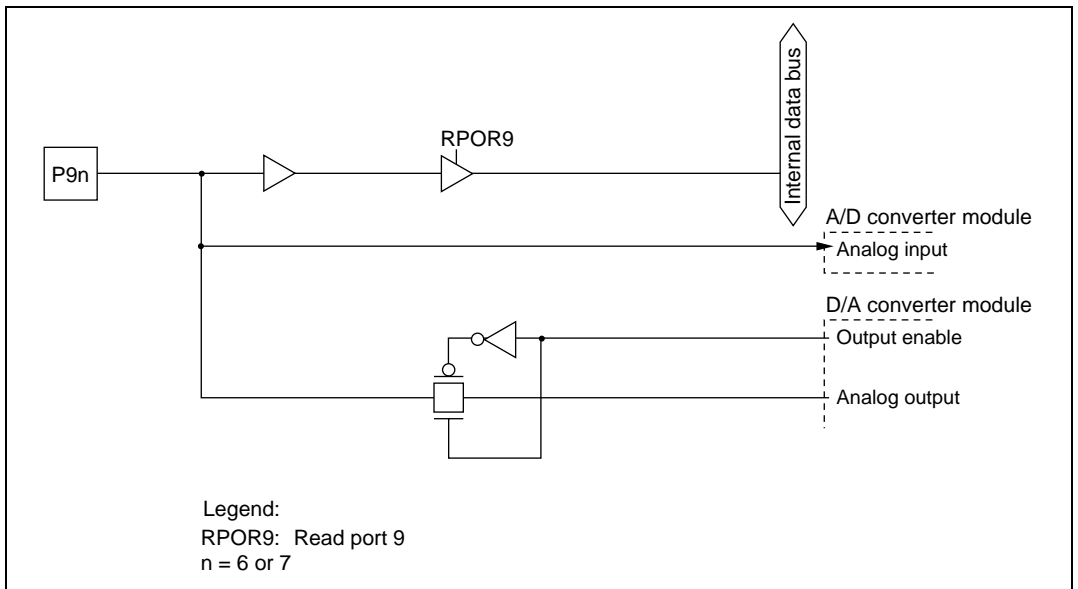 RPOR9
P9n
Internal data bus
A/D converter module
Analog input
D/A converter module
Output enable
Analog output
Legend:
RPOR9: Read port 9
n = 6 or 7